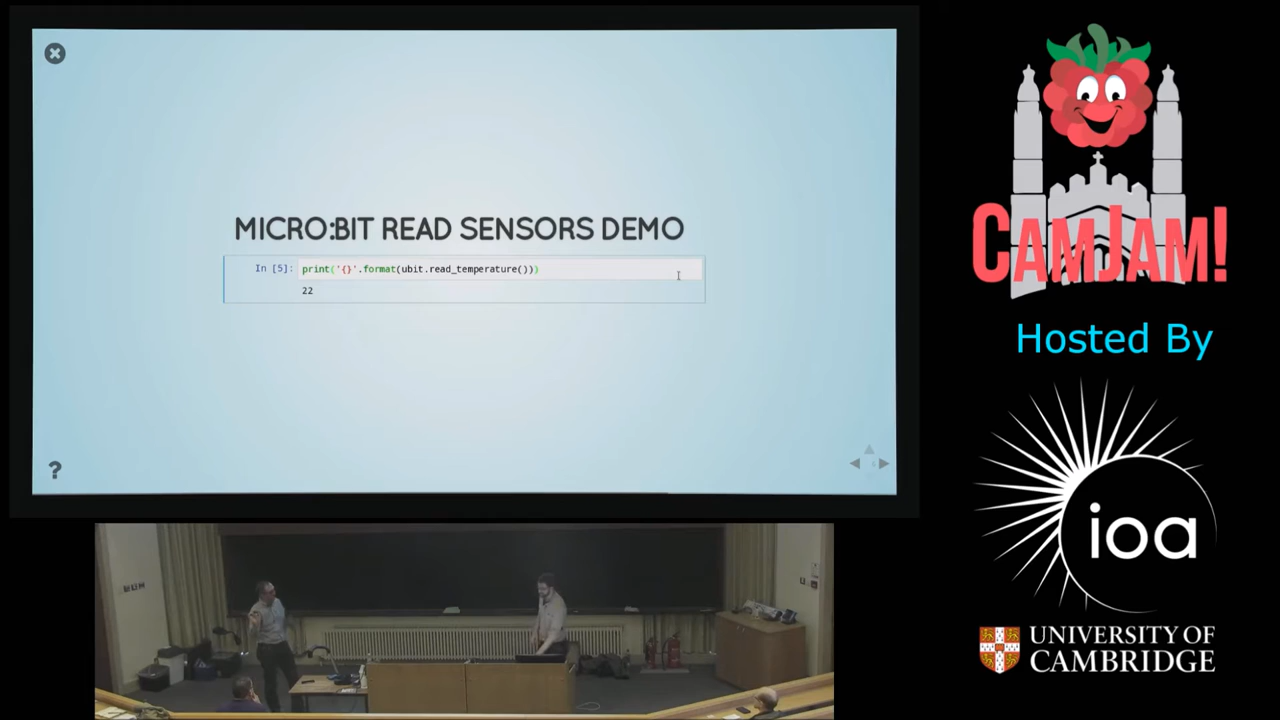 MICRO:BIT READ SENSORS DEMO
In [5]: print('{}'.format(ubit.read_temperature()))
22
?
6
CAMJAM!
Hosted By
ioa
UNIVERSITY OF
CAMBRIDGE